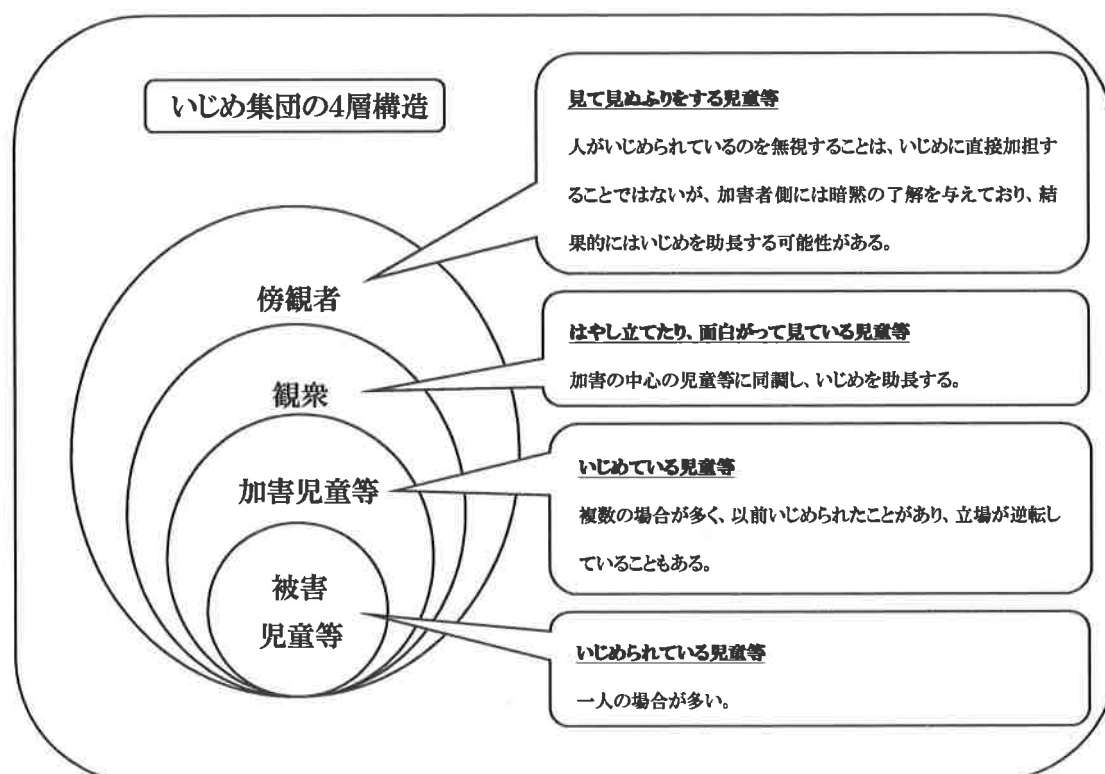 いじめ集団の4層構造
見て見ぬふりをする児童等
人がいじめられているのを無視することは、いじめに直接加担す
ることではないが、加害者側には暗黙の了解を与えており、結
果的にはいじめを助長する可能性がある。
傍観者
はやし立てたり、面白がって見ている児童等
加害の中心の児童等に同調し、いじめを助長する。
観衆
いじめている児童等
複数の場合が多く、以前いじめられたことがあり、立場が逆転し
ていることもある。
加害児童等
被害
児童等
いじめられている児童等
一人の場合が多い。